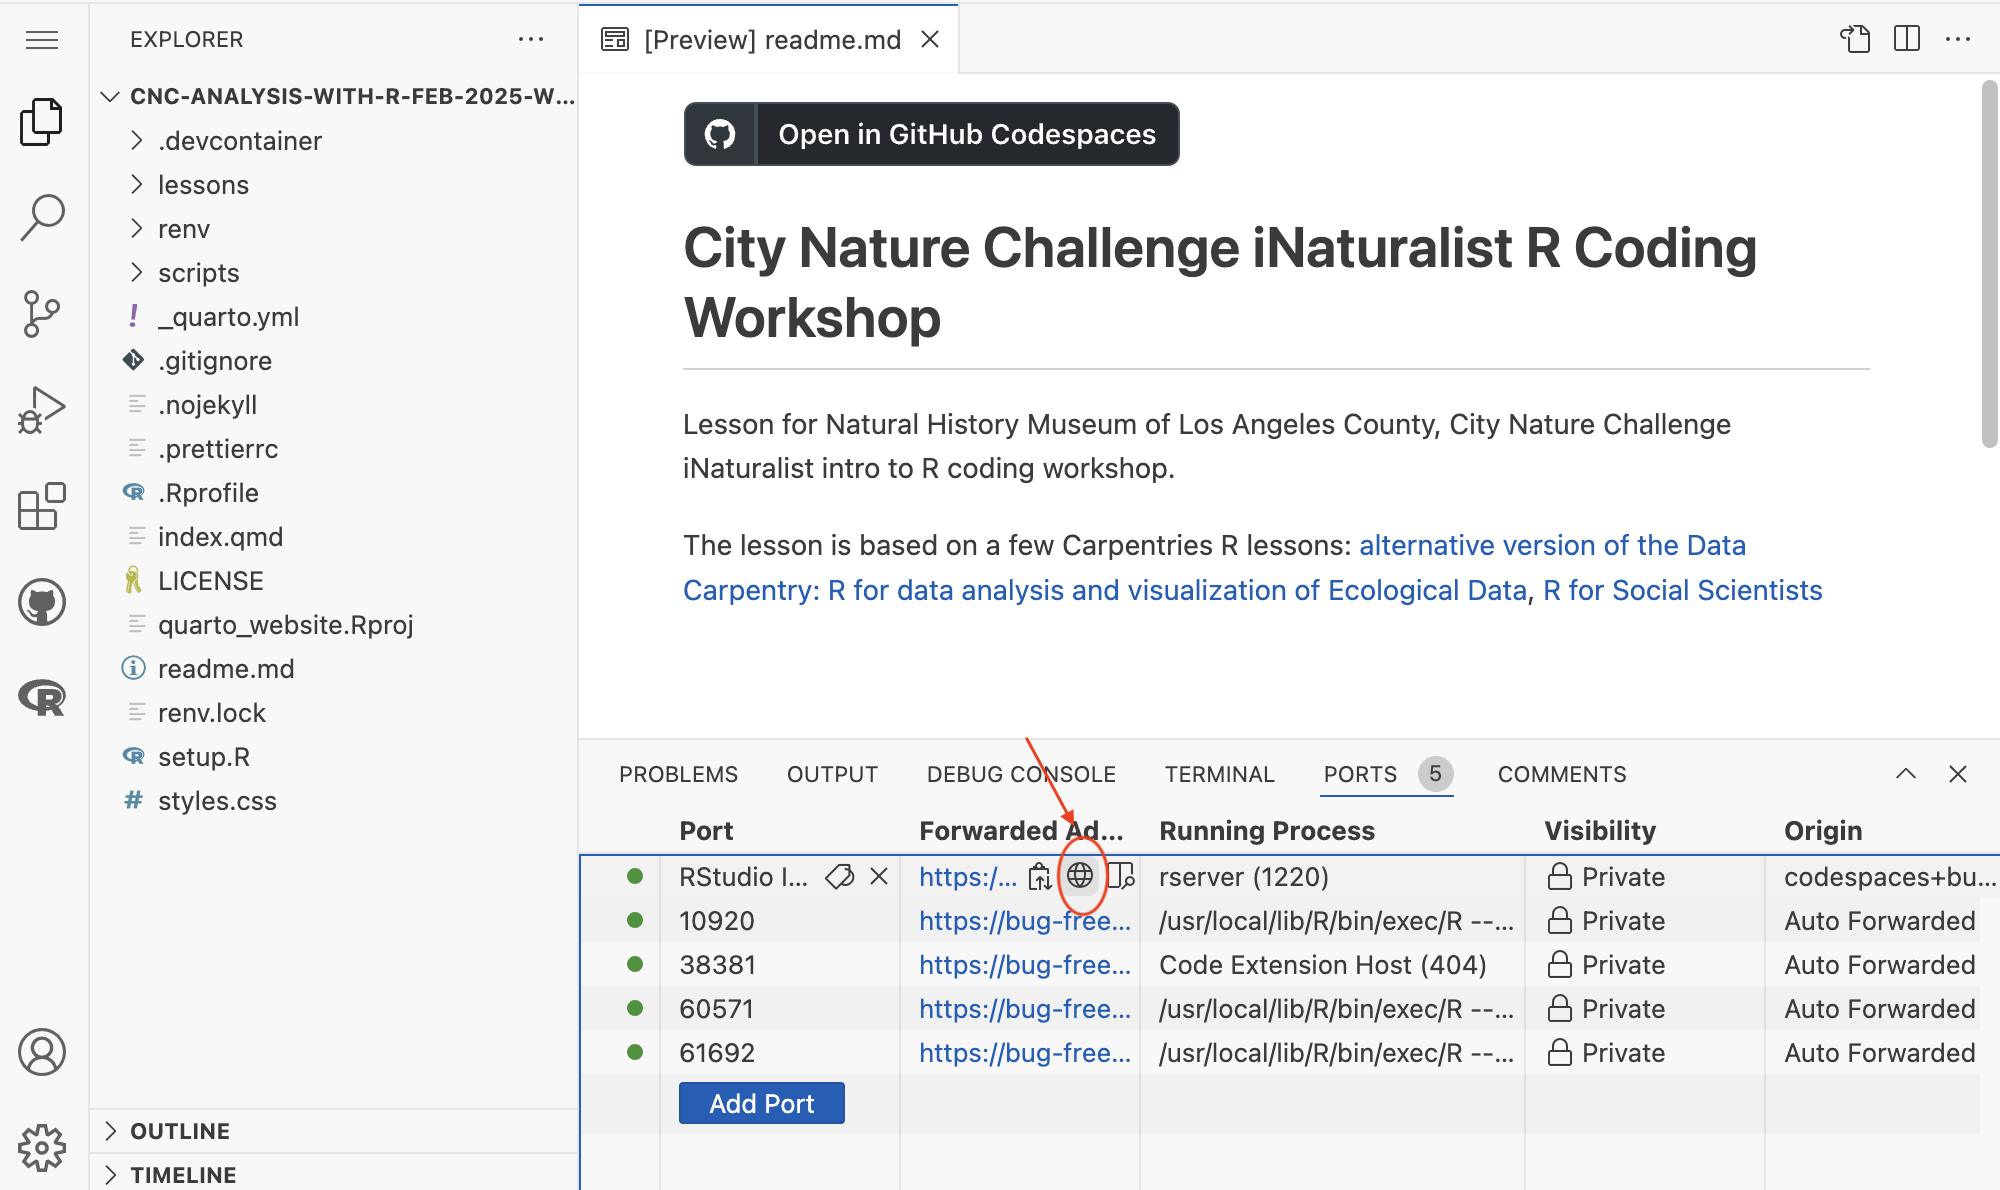 EXPLORER
CNC-ANALYSIS-WITH-R-FEB-2025-W...
.devcontainer
lessons
renv
scripts
! _quarto.yml
.gitignore
.nojekyll
.prettierrc
.Rprofile
index.qmd
LICENSE
quarto_website.Rproj
readme.md
renv.lock
setup.R
# styles.css
OUTLINE
TIMELINE
[Preview] readme.md
Open in GitHub Codespaces
City Nature Challenge iNaturalist R Coding
Workshop
Lesson for Natural History Museum of Los Angeles County, City Nature Challenge
iNaturalist intro to R coding workshop.
The lesson is based on a few Carpentries R lessons: alternative version of the Data
Carpentry: R for data analysis and visualization of Ecological Data, R for Social Scientists
PROBLEMS OUTPUT DEBUG CONSOLE TERMINAL PORTS 5 COMMENTS
Port Forwarded Ad... Running Process Visibility Origin
RStudio I... https:/... rserver (1220) Private codespaces+bu...
10920 https://bug-free... /usr/local/lib/R/bin/exec/R --... Private Auto Forwarded
38381 https://bug-free... Code Extension Host (404) Private Auto Forwarded
60571 https://bug-free... /usr/local/lib/R/bin/exec/R --... Private Auto Forwarded
61692 https://bug-free... /usr/local/lib/R/bin/exec/R --... Private Auto Forwarded
Add Port